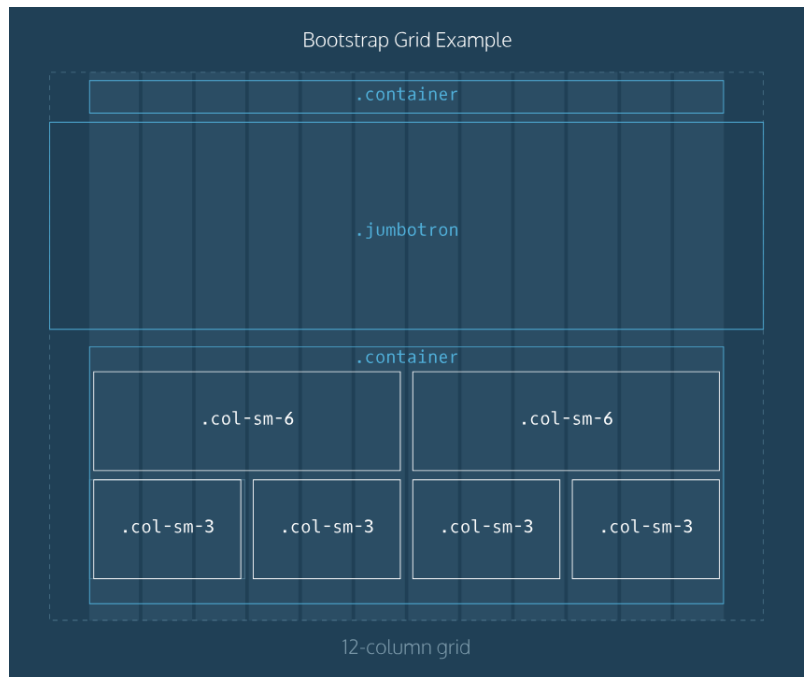 Bootstrap Grid Example
.container
.jumbotron
.container
.col-sm-6 .col-sm-6
.col-sm-3 .col-sm-3 .col-sm-3 .col-sm-3
12-column grid